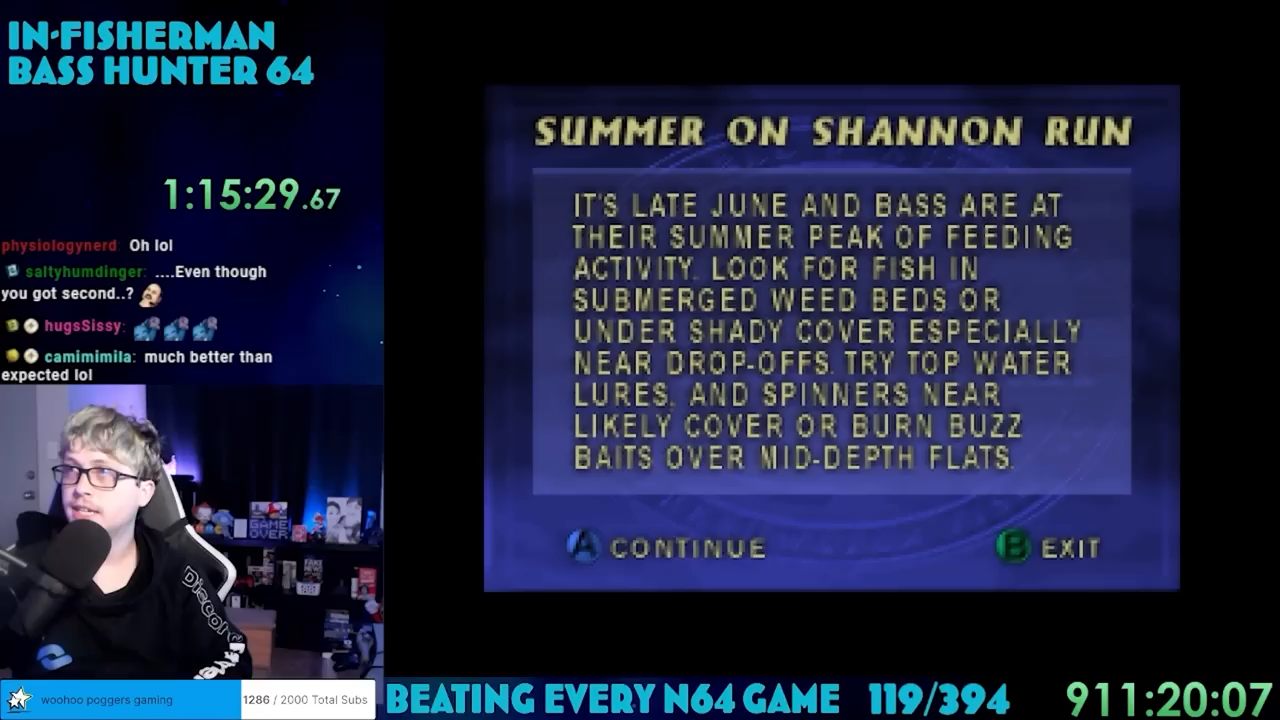 IN-FISHERMAN
BASS HUNTER 64
1:15:29.67
physiologynerd: Oh lol
saltyhumdinger: ....Even though
you got second..?
hugsSissy:
camimimila: much better than
expected lol
SUMMER ON SHANNON RUN
IT'S LATE JUNE AND BASS ARE AT
THEIR SUMMER PEAK OF FEEDING
ACTIVITY. LOOK FOR FISH IN
SUBMERGED WEED BEDS OR
UNDER SHADY COVER ESPECIALLY
NEAR DROP-OFFS. TRY TOP WATER
LURES, AND SPINNERS NEAR
LIKELY COVER OR BURN BUZZ
BAITS OVER MID-DEPTH FLATS.
A CONTINUE
B EXIT
GAME
OVER
woohoo poggers gaming
1286 / 2000 Total Subs
BEATING EVERY N64 GAME 119/394 911:20:07